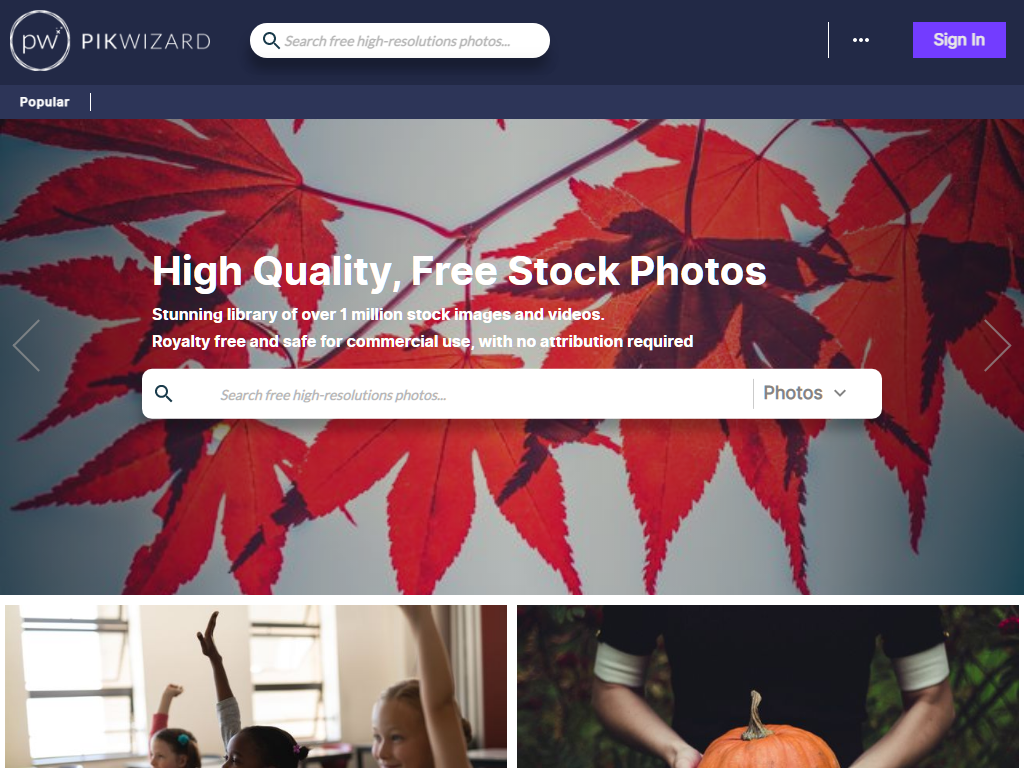 pw PIKWIZARD
Search free high-resolutions photos...
Sign In
Popular
High Quality, Free Stock Photos
Stunning library of over 1 million stock images and videos.
Royalty free and safe for commercial use, with no attribution required
Search free high-resolutions photos...
Photos